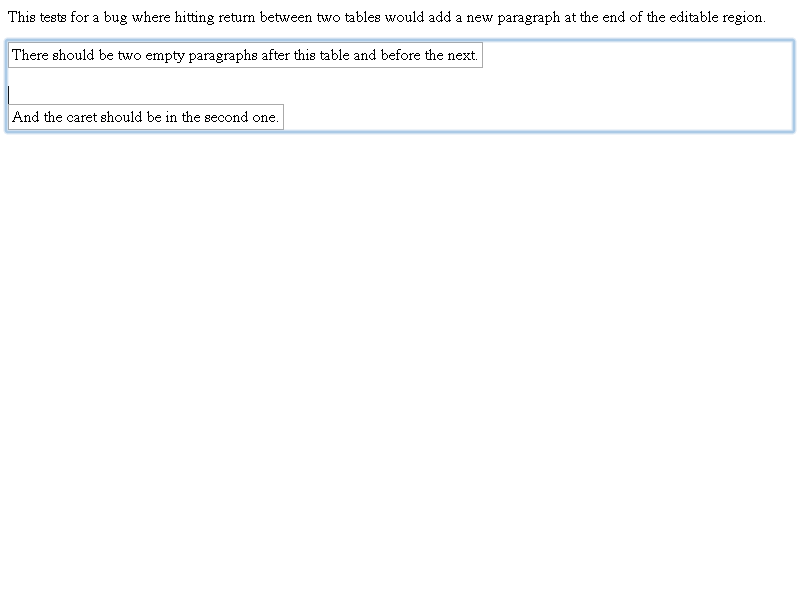 This tests for a bug where hitting return between two tables would add a new paragraph at the end of the editable region.
There should be two empty paragraphs after this table and before the next.
And the caret should be in the second one.